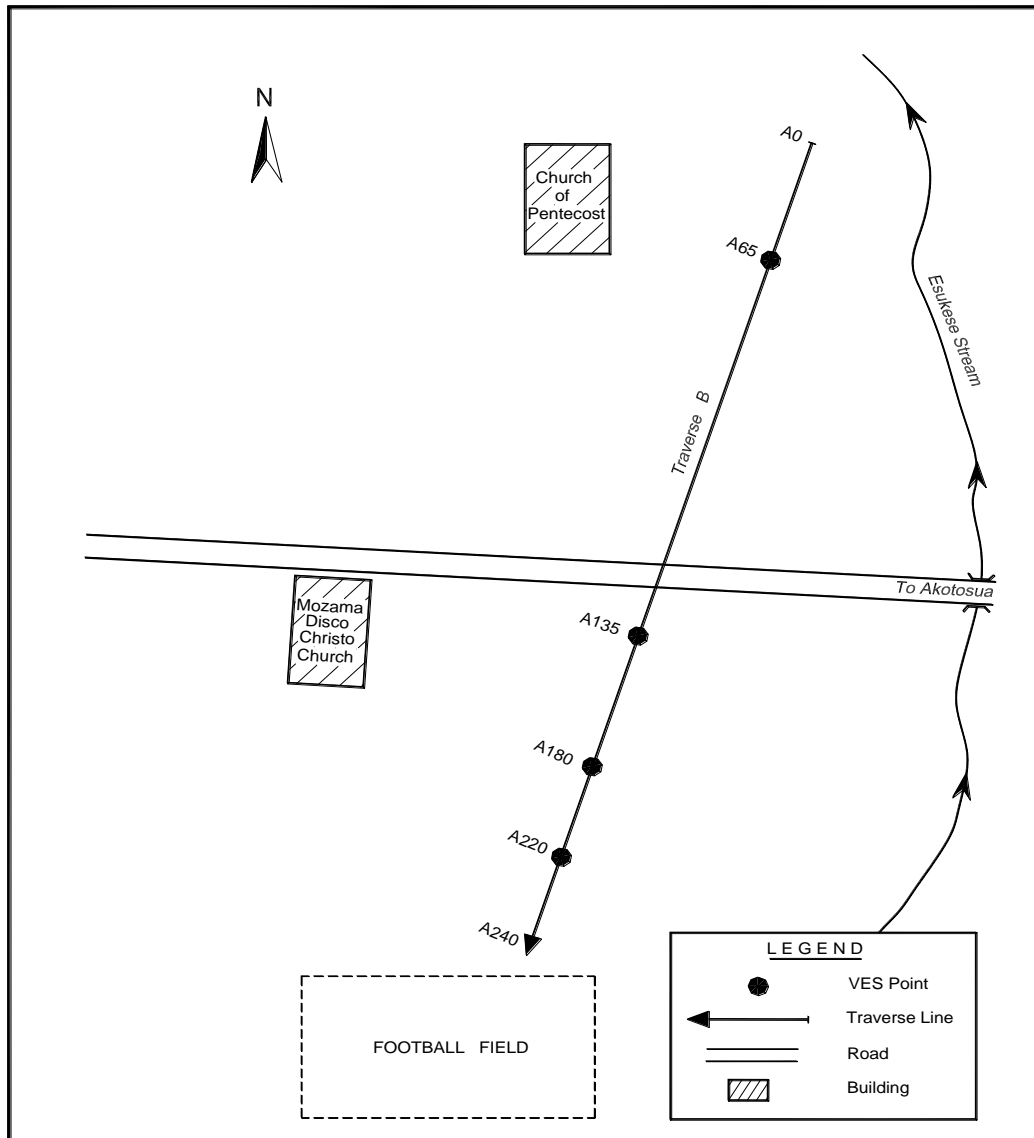 N
A0
Church
of
Pentecost
A65
Esukese Stream
Traverse B
To Akotosua
Mozama
Disco
Christo
Church
A135
A180
A220
A240
FOOTBALL FIELD
LEGEND
VES Point
Traverse Line
Road
Building